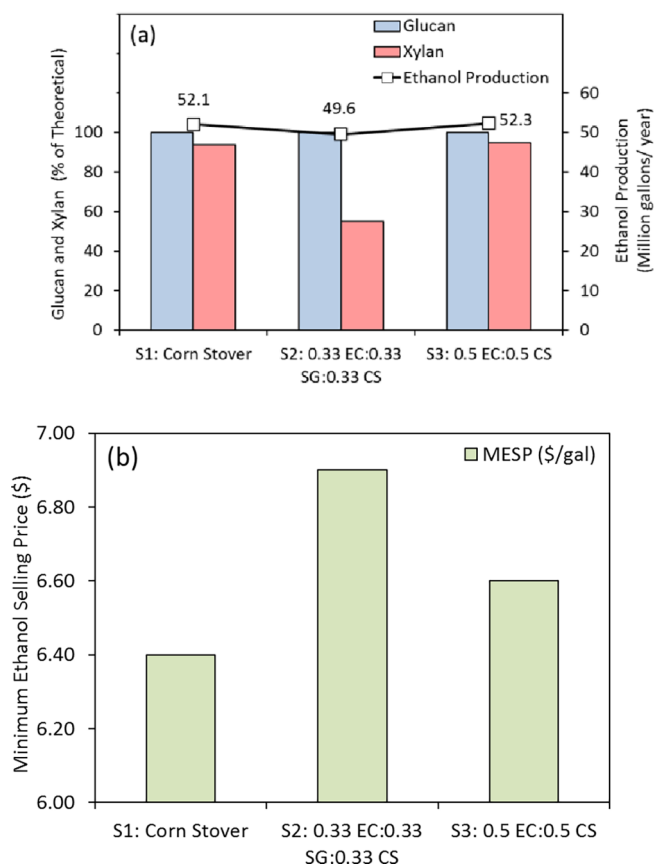 (a)
Glucan
Xylan
Ethanol Production
Glucan and Xylan (% of Theoretical)
100
80
60
40
20
0
52.1
49.6
52.3
60
50
40
30
20
10
0
Ethanol Production
(Million gallons/ year)
S1: Corn Stover
S2: 0.33 EC:0.33
SG:0.33 CS
S3: 0.5 EC:0.5 CS
(b)
MESP ($/gal)
Minimum Ethanol Selling Price ($)
7.00
6.80
6.60
6.40
6.20
6.00
S1: Corn Stover
S2: 0.33 EC:0.33
SG:0.33 CS
S3: 0.5 EC:0.5 CS